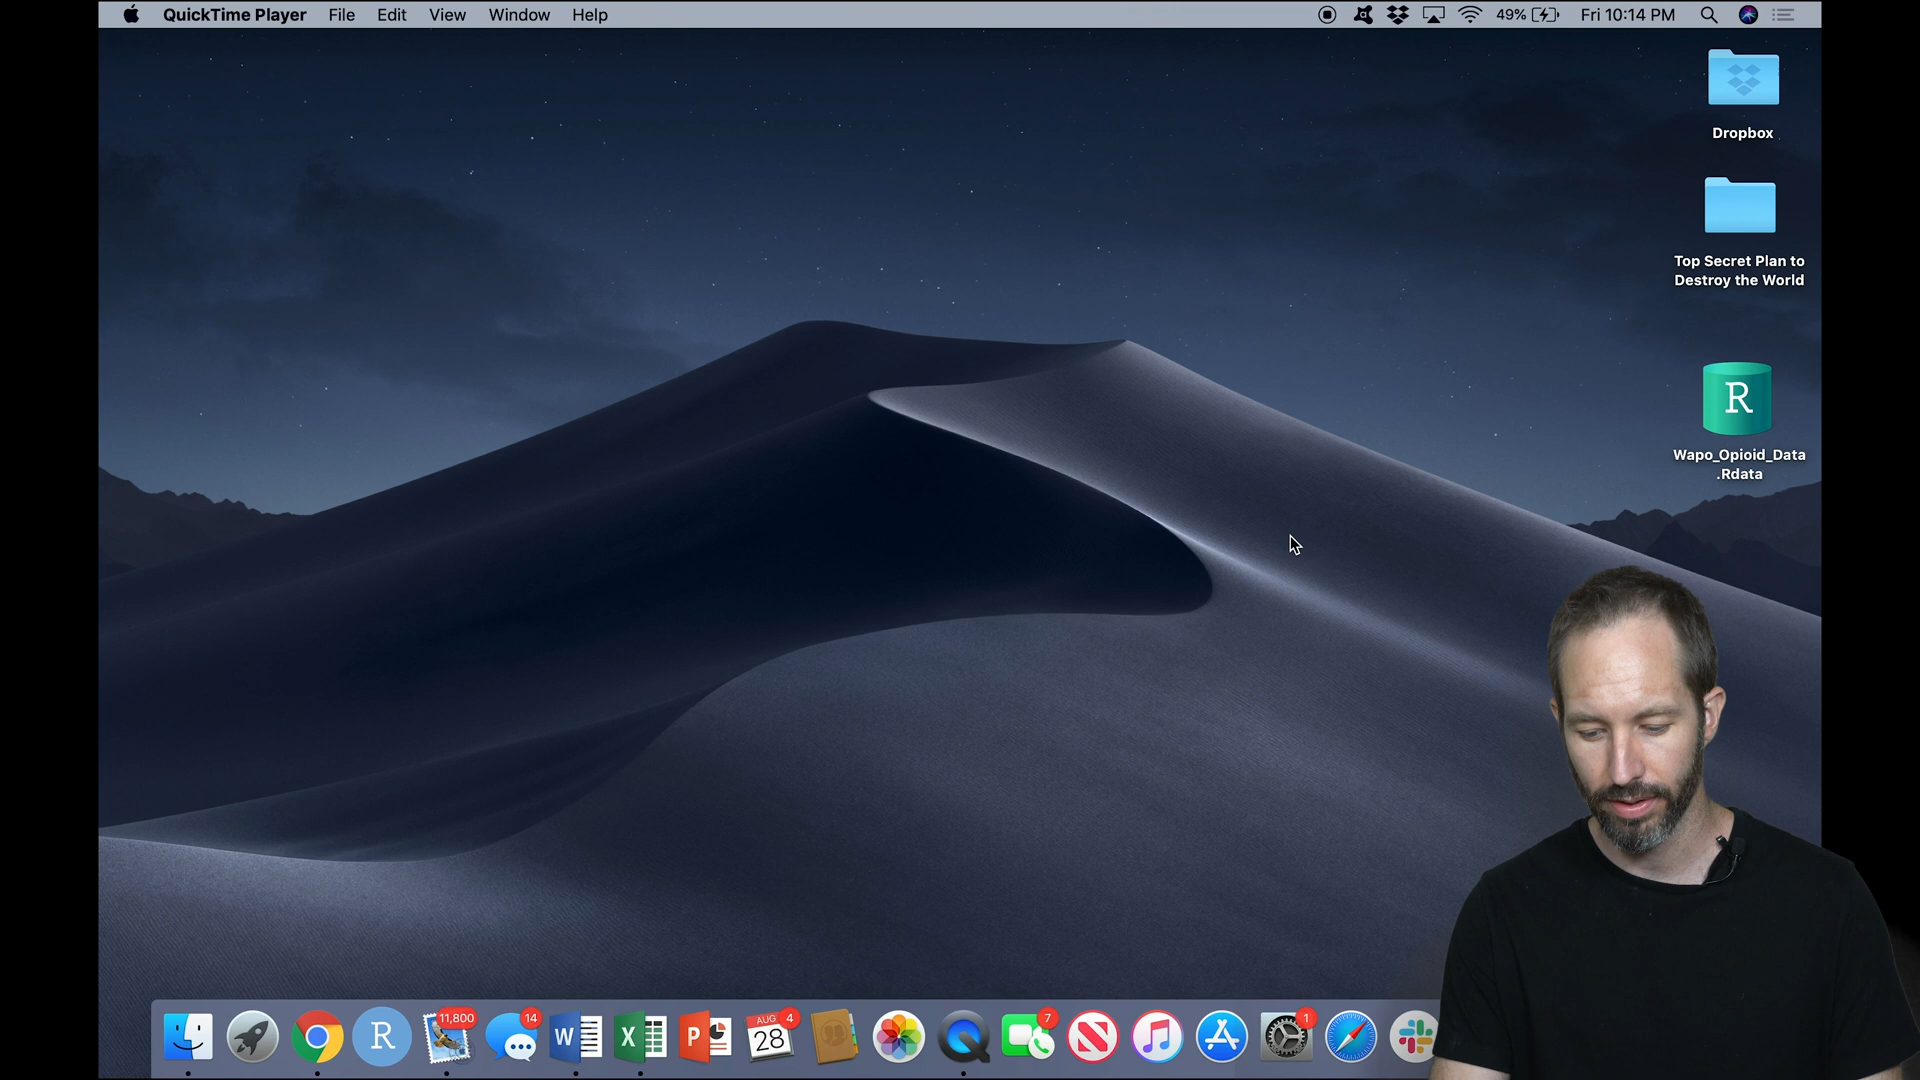 QuickTime Player File Edit View Window Help 49% Fri 10:14 PM
Dropbox
Top Secret Plan to
Destroy the World
R
Wapo_Opioid_Data
.Rdata
R
11,800
14
W
X
P
AUG
28
4
7
1